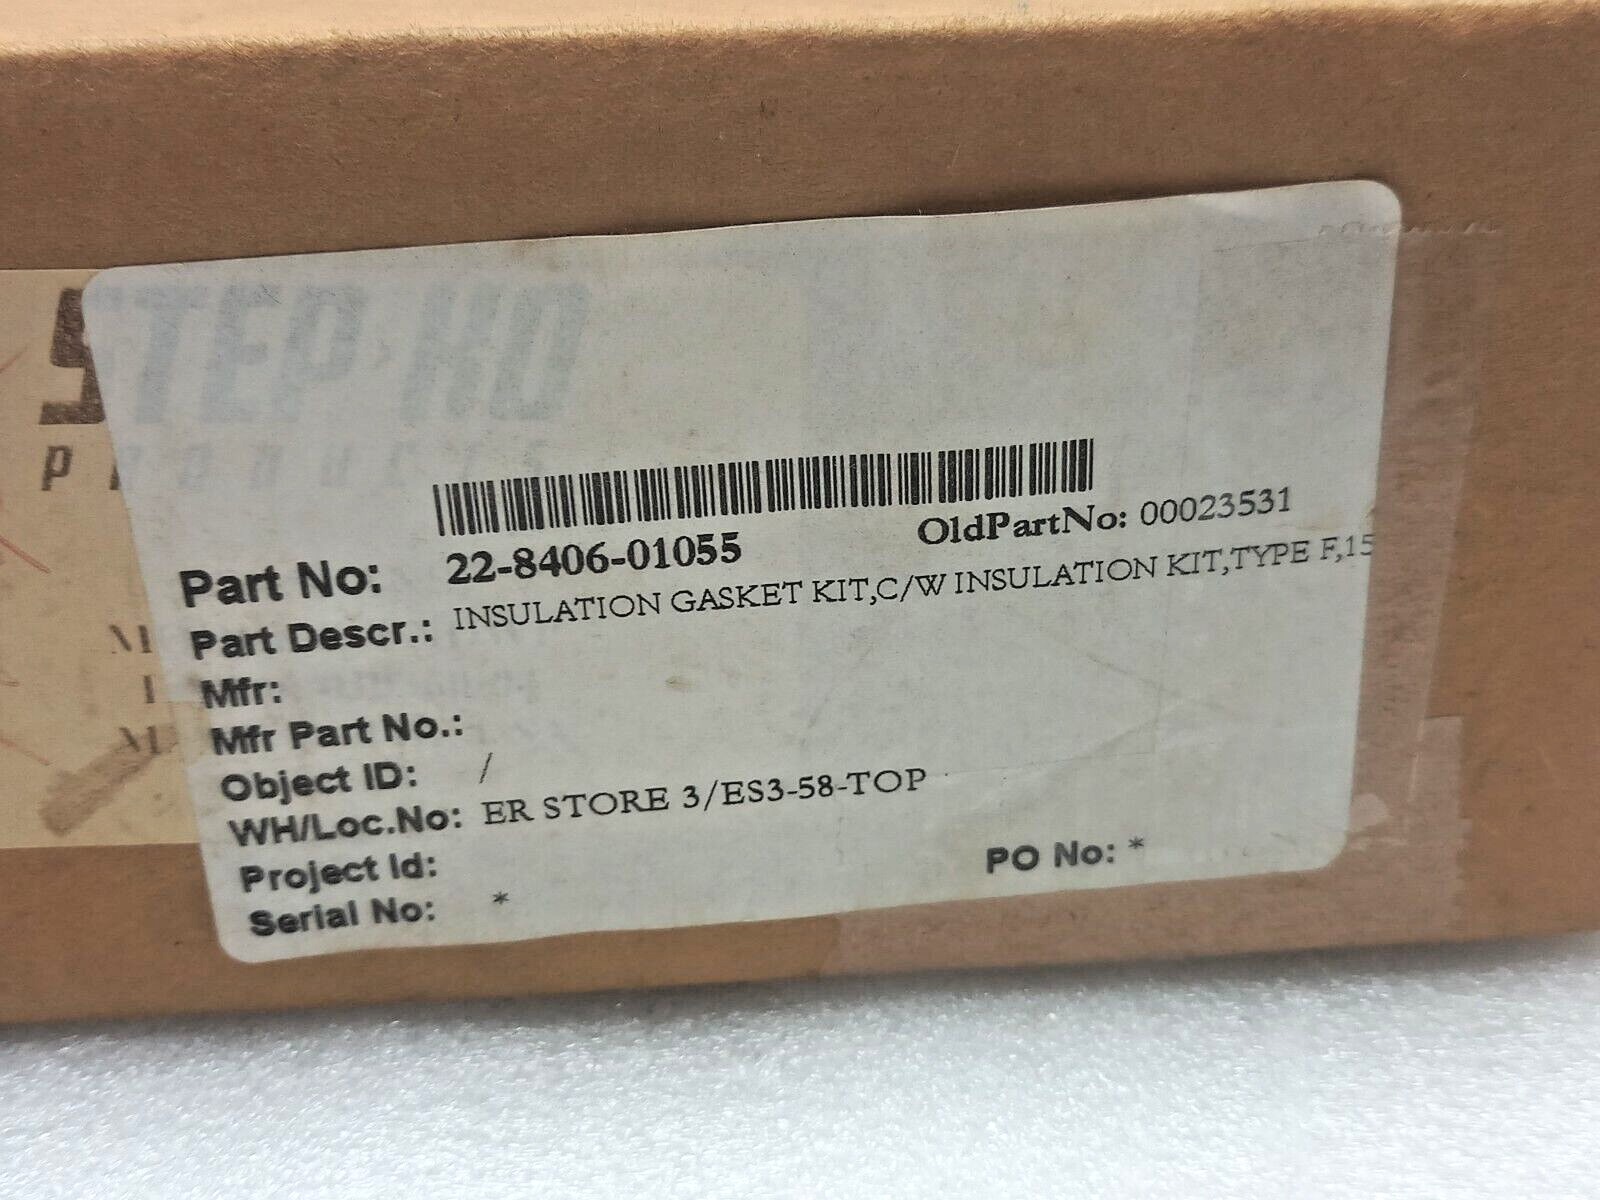 STEP-KO
PRODUCTS
Part No: 22-8406-01055 OldPartNo: 00023531
Part Descr.: INSULATION GASKET KIT,C/W INSULATION KIT,TYPE F,15
Mfr:
Mfr Part No.:
Object ID: /
WH/Loc.No: ER STORE 3/ES3-58-TOP
Project Id:
Serial No: * PO No: *